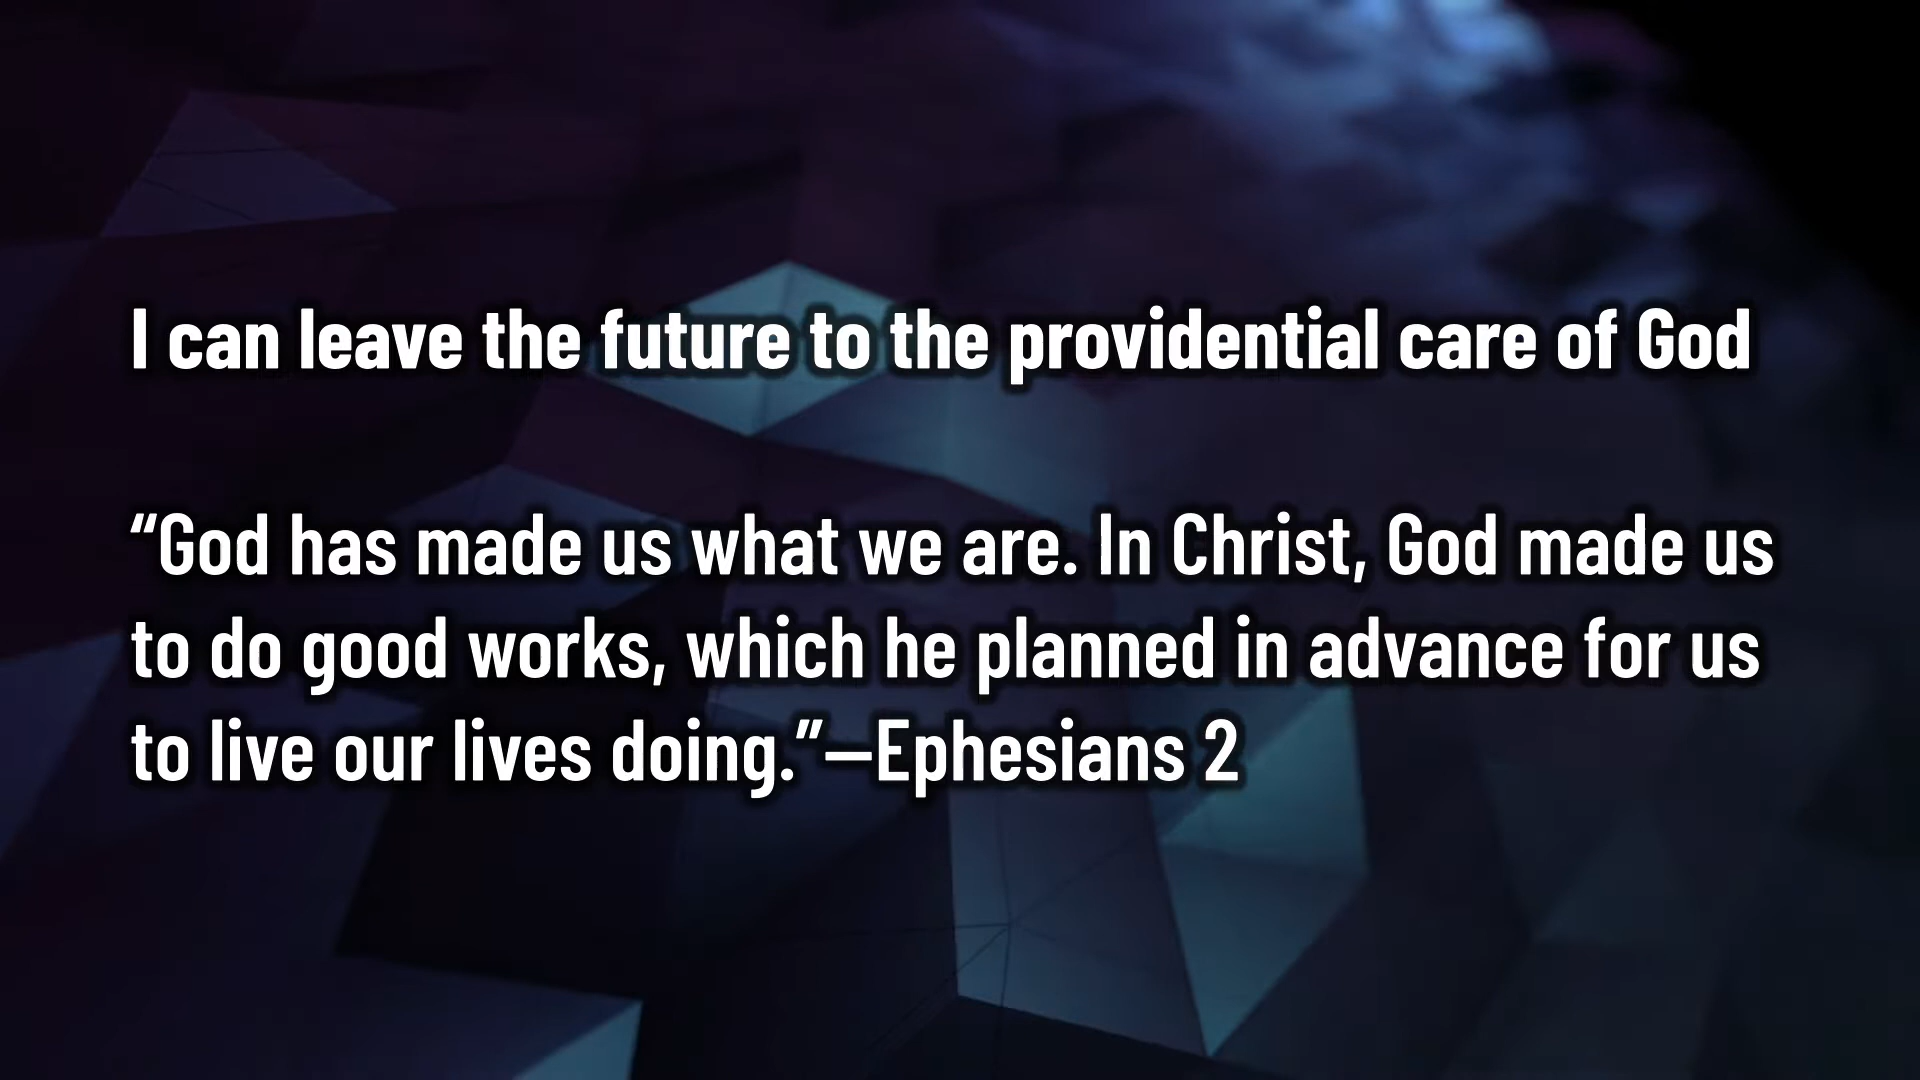 I can leave the future to the providential care of God
“God has made us what we are. In Christ, God made us
to do good works, which he planned in advance for us
to live our lives doing.”—Ephesians 2